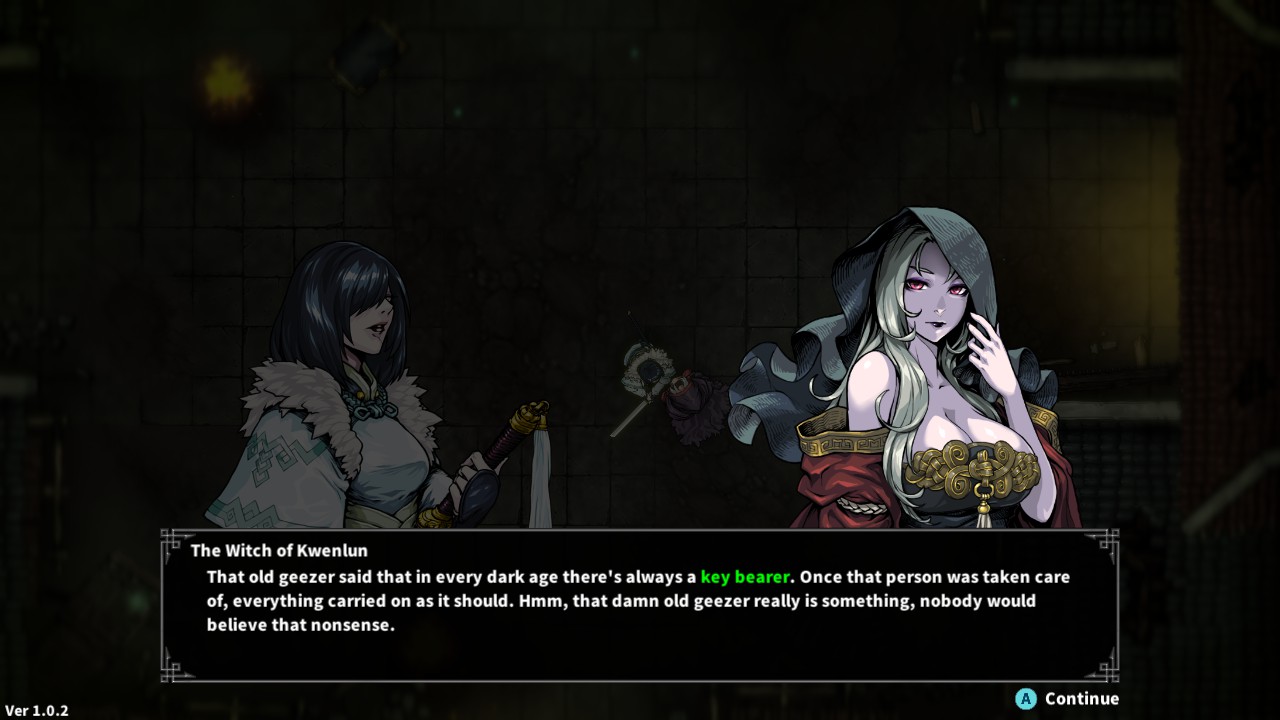 The Witch of Kwenlun
That old geezer said that in every dark age there's always a key bearer. Once that person was taken care
of, everything carried on as it should. Hmm, that damn old geezer really is something, nobody would
believe that nonsense.
A Continue
Ver 1.0.2